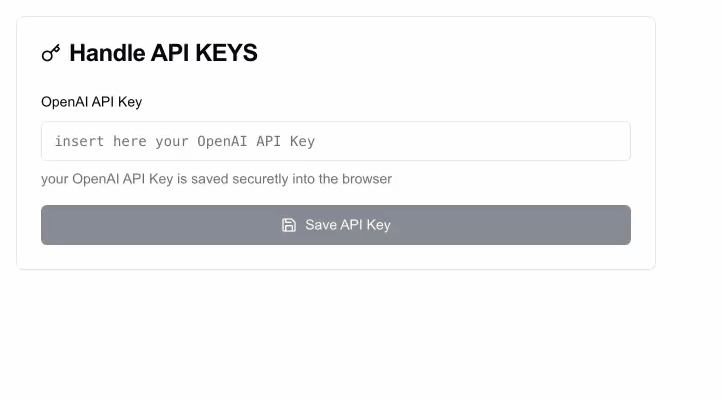 Handle API KEYS
OpenAI API Key
insert here your OpenAI API Key
your OpenAI API Key is saved securetly into the browser
Save API Key